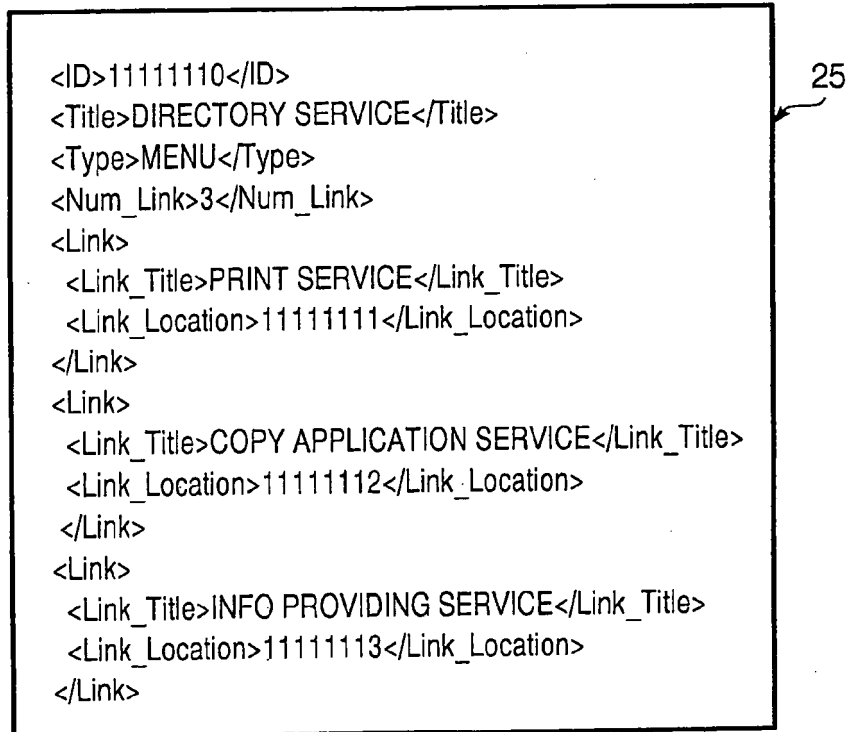 <ID>11111110</ID>
25
<Title>DIRECTORY SERVICE</Title>
<Type>MENU</Type>
<Num_Link>3</Num_Link>
<Link>
<Link_Title>PRINT SERVICE</Link_Title>
<Link_Location>11111111</Link_Location>
</Link>
<Link>
<Link_Title>COPY APPLICATION SERVICE</Link_Title>
<Link_Location>11111112</Link_Location>
</Link>
<Link>
<Link_Title>INFO PROVIDING SERVICE</Link_Title>
<Link_Location>11111113</Link_Location>
</Link>